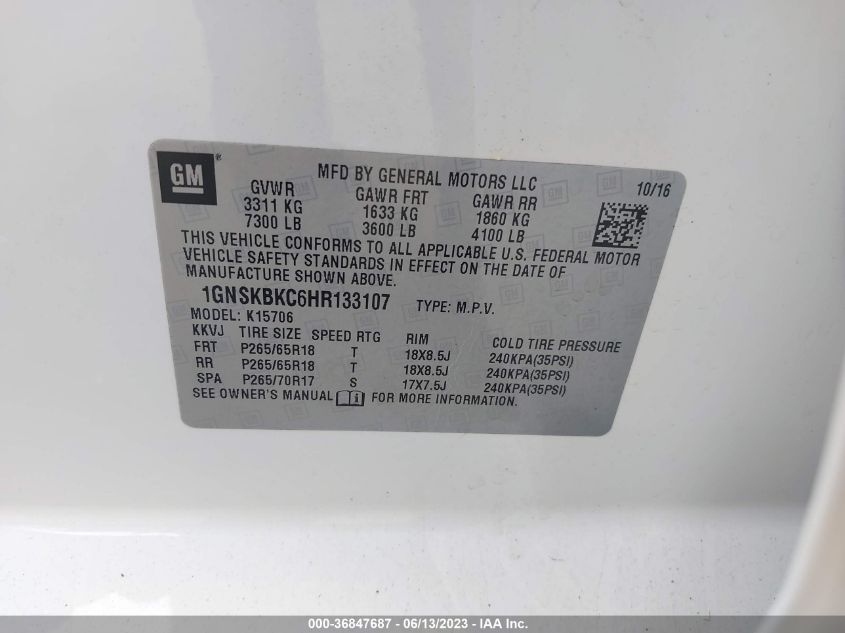 GM ® MFD BY GENERAL MOTORS LLC 10/16
GVWR GAWR FRT GAWR RR
3311 KG 1633 KG 1860 KG
7300 LB 3600 LB 4100 LB
THIS VEHICLE CONFORMS TO ALL APPLICABLE U.S. FEDERAL MOTOR
VEHICLE SAFETY STANDARDS IN EFFECT ON THE DATE OF
MANUFACTURE SHOWN ABOVE.
1GNSKBKC6HR133107 TYPE: M.P.V.
MODEL: K15706
KKVJ TIRE SIZE SPEED RTG RIM COLD TIRE PRESSURE
FRT P265/65R18 T 18X8.5J 240KPA(35PSI)
RR P265/65R18 T 18X8.5J 240KPA(35PSI)
SPA P265/70R17 S 17X7.5J 240KPA(35PSI)
SEE OWNER'S MANUAL i FOR MORE INFORMATION.
000-36847687 - 06/13/2023 - IAA Inc.